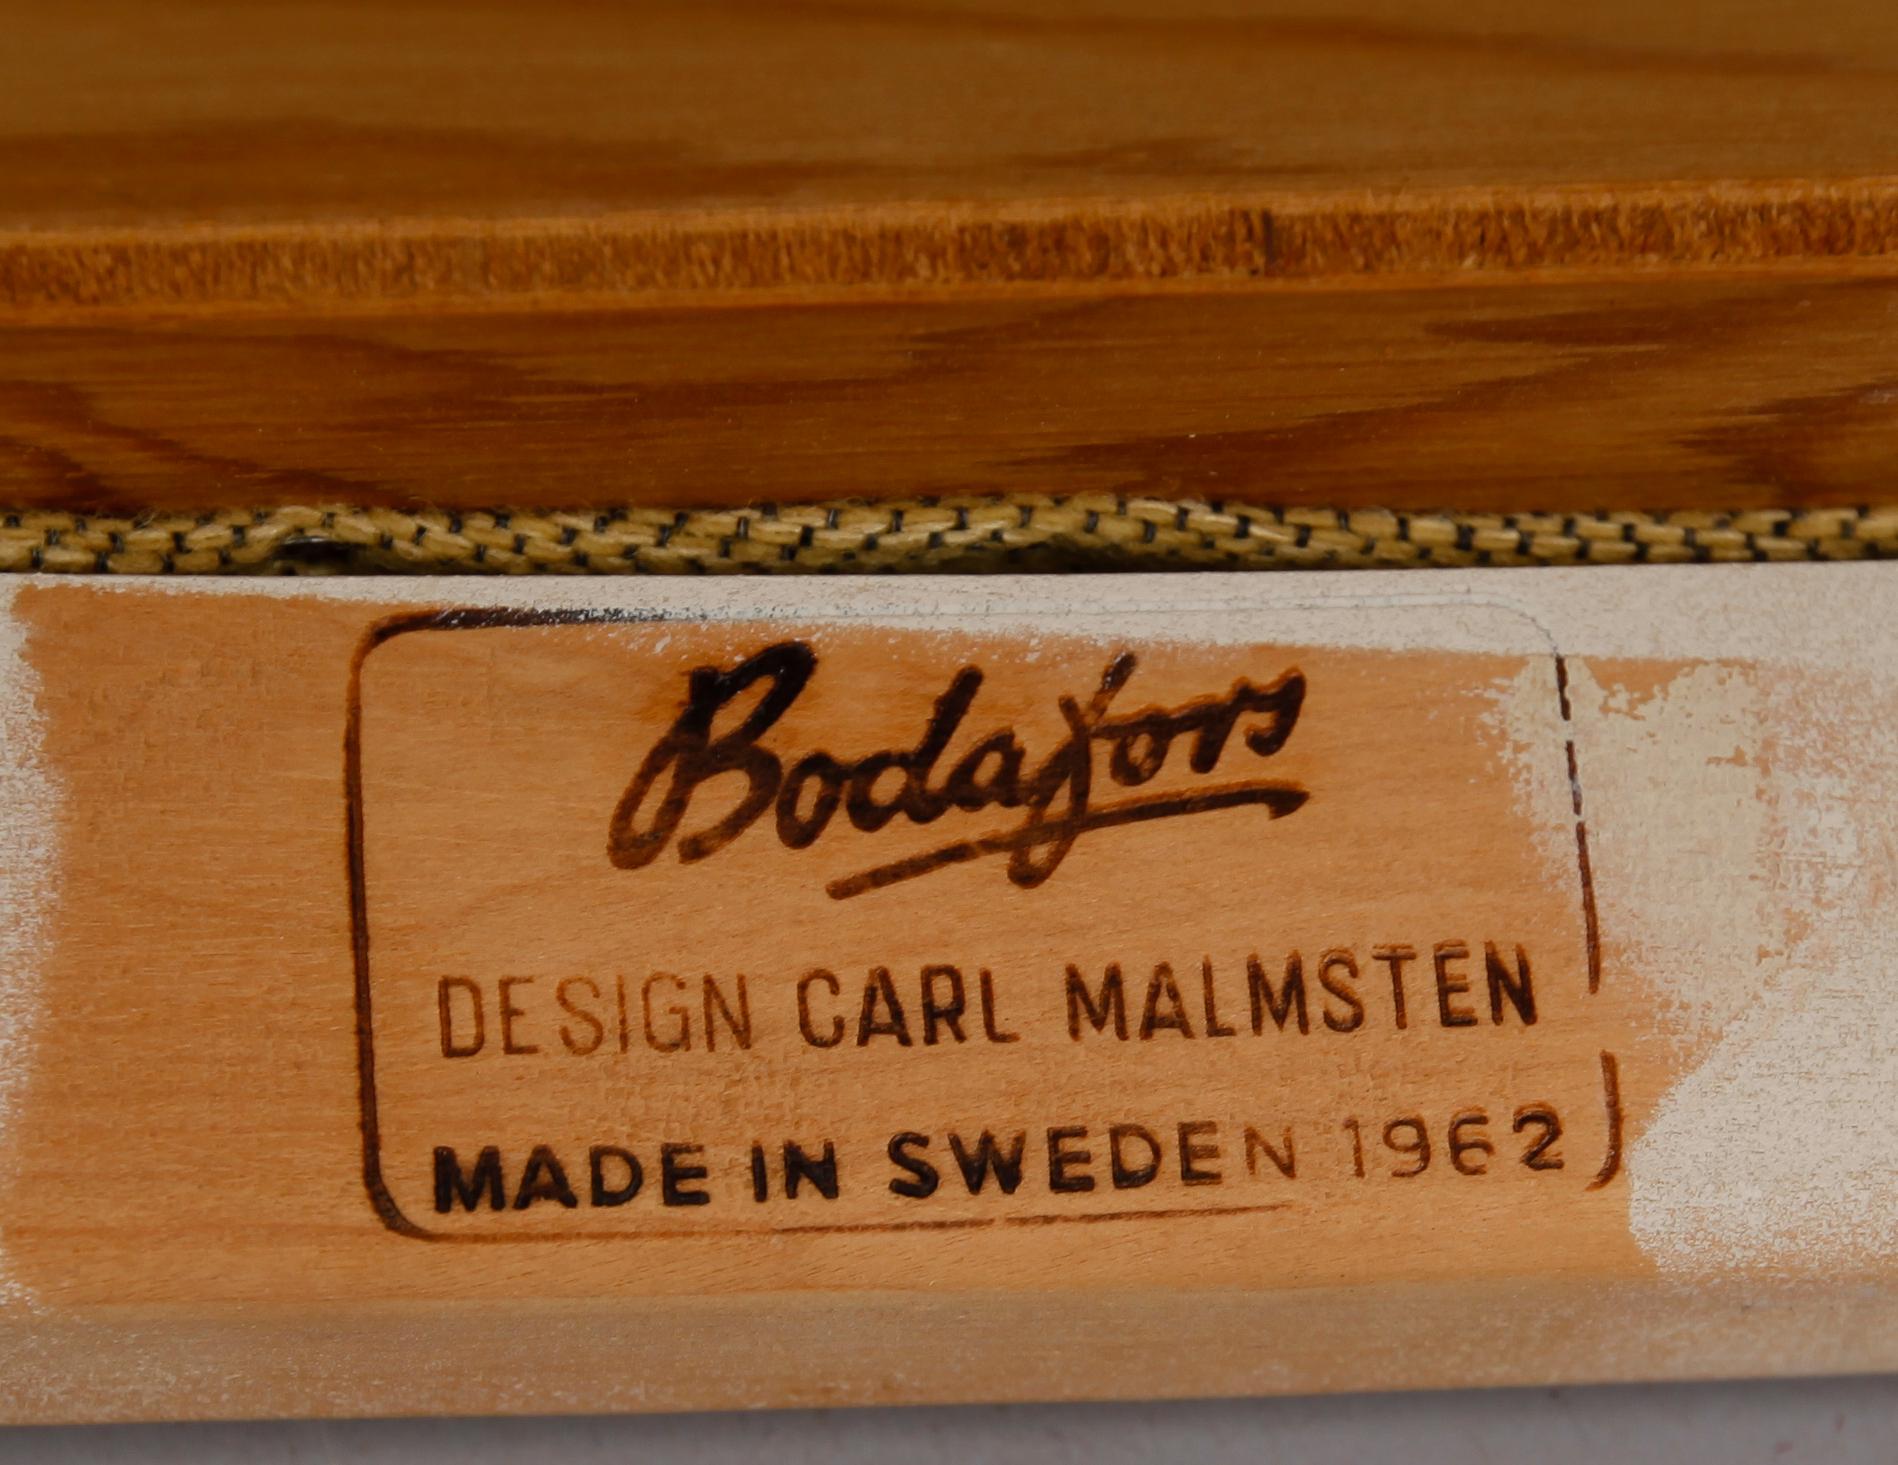 Bodafors
DESIGN CARL MALMSTEN
MADE IN SWEDEN 1962